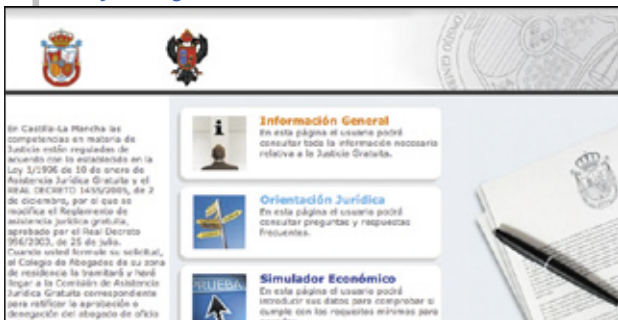 En Castilla-La Mancha las
competencias en materia de
Justicia están reguladas de
acuerdo con lo establecido en la
Ley 1/1996 de 10 de enero de
Asistencia Jurídica Gratuita y el
REAL DECRETO 1455/2005, de 2
de diciembre, por el que se
modifica el Reglamento de
asistencia jurídica gratuita,
aprobado por el Real Decreto
996/2003, de 25 de julio.
Cuando usted formule su solicitud,
el Colegio de Abogados de su zona
de residencia la tramitará y hará
llegar a la Comisión de Asistencia
Jurídica Gratuita correspondiente
para ratificar la aprobación o
denegación del abogado de oficio
Información General
En esta página el usuario podrá
consultar toda la información necesaria
relativa a la Justicia Gratuita.
Orientación Jurídica
En esta página el usuario podrá
consultar preguntas y respuestas
frecuentes.
PRUEBA
Simulador Económico
En esta página el usuario podrá
introducir sus datos para comprobar si
cumple con los requisitos mínimos para